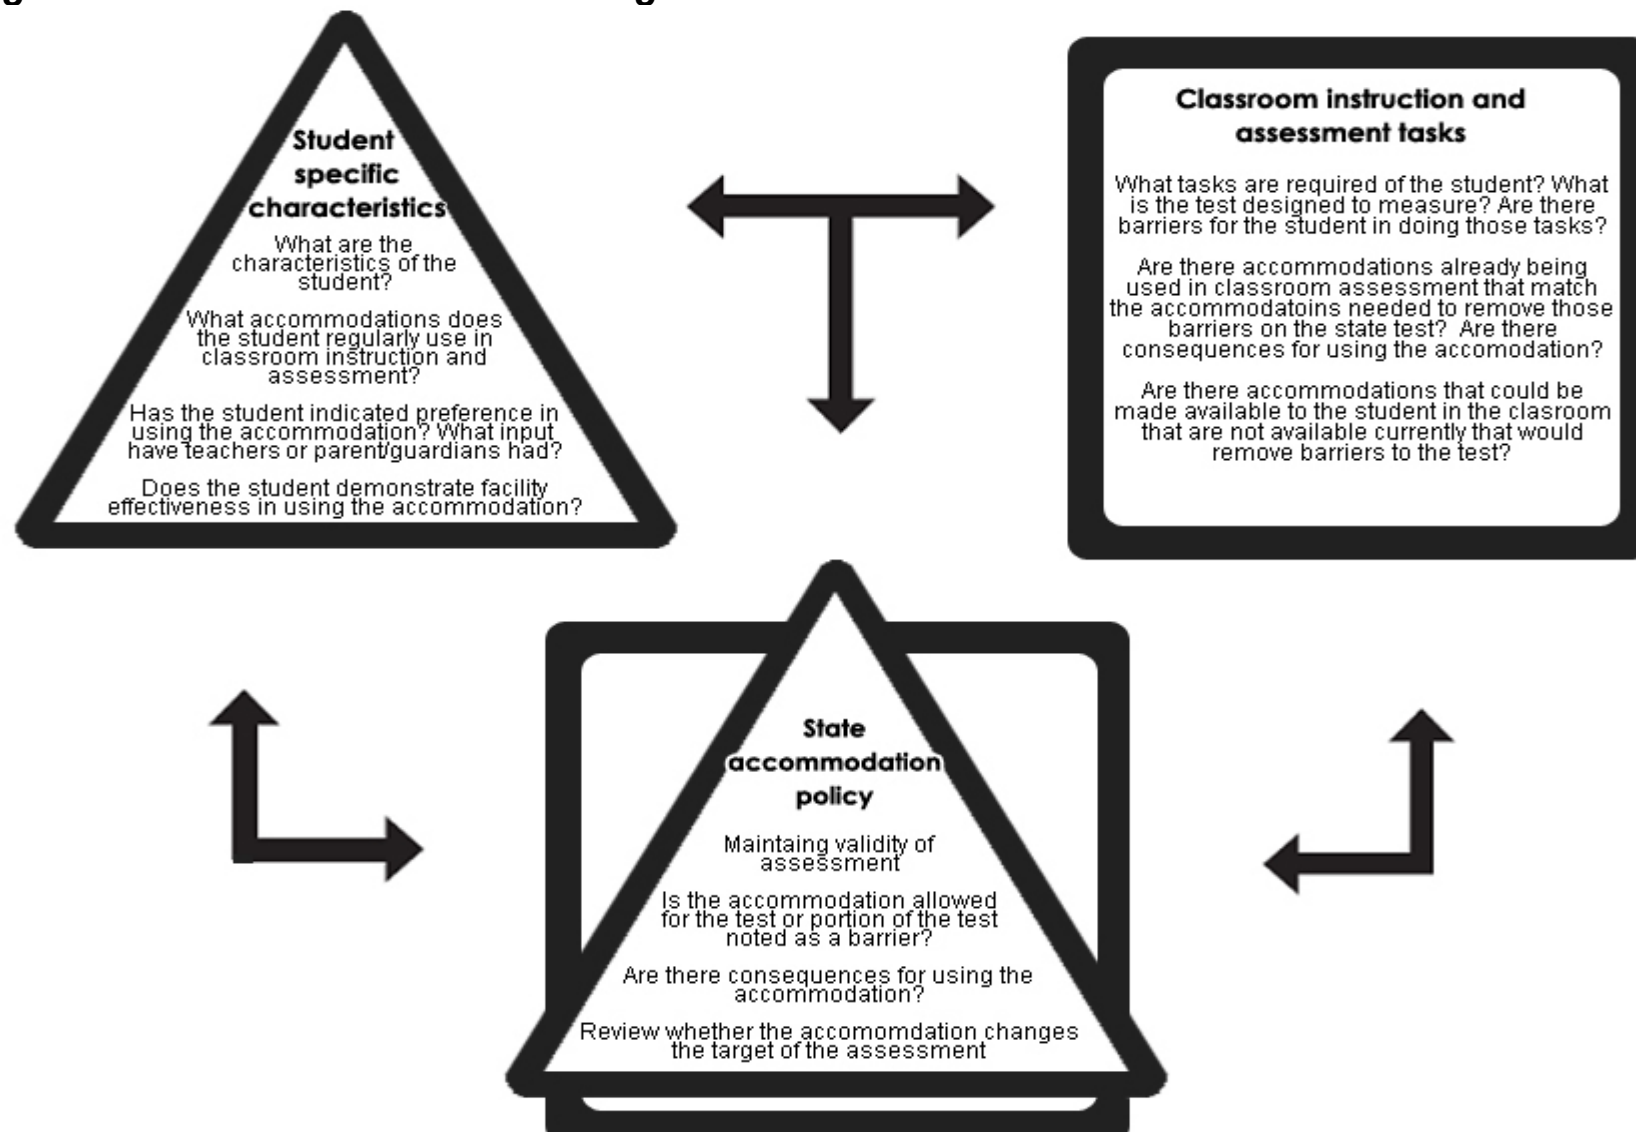 Student
specific
characteristics
What are the
characteristics of the
student?
What accommodations does
the student regularly use in
classroom instruction and
assessment?
Has the student indicated preference in
using the accommodation? What input
have teachers or parent/guardians had?
Does the student demonstrate facility
effectiveness in using the accommodation?
Classroom instruction and
assessment tasks
What tasks are required of the student? What
is the test designed to measure? Are there
barriers for the student in doing those tasks?
Are there accommodations already being
used in classroom assessment that match
the accommodatoins needed to remove those
barriers on the state test? Are there
consequences for using the accomodation?
Are there accommodations that could be
made available to the student in the clasroom
that are not available currently that would
remove barriers to the test?
State
accommodation
policy
Maintaing validity of
assessment
Is the accommodation allowed
for the test or portion of the test
noted as a barrier?
Are there consequences for using the
accommodation?
Review whether the accomomdation changes
the target of the assessment